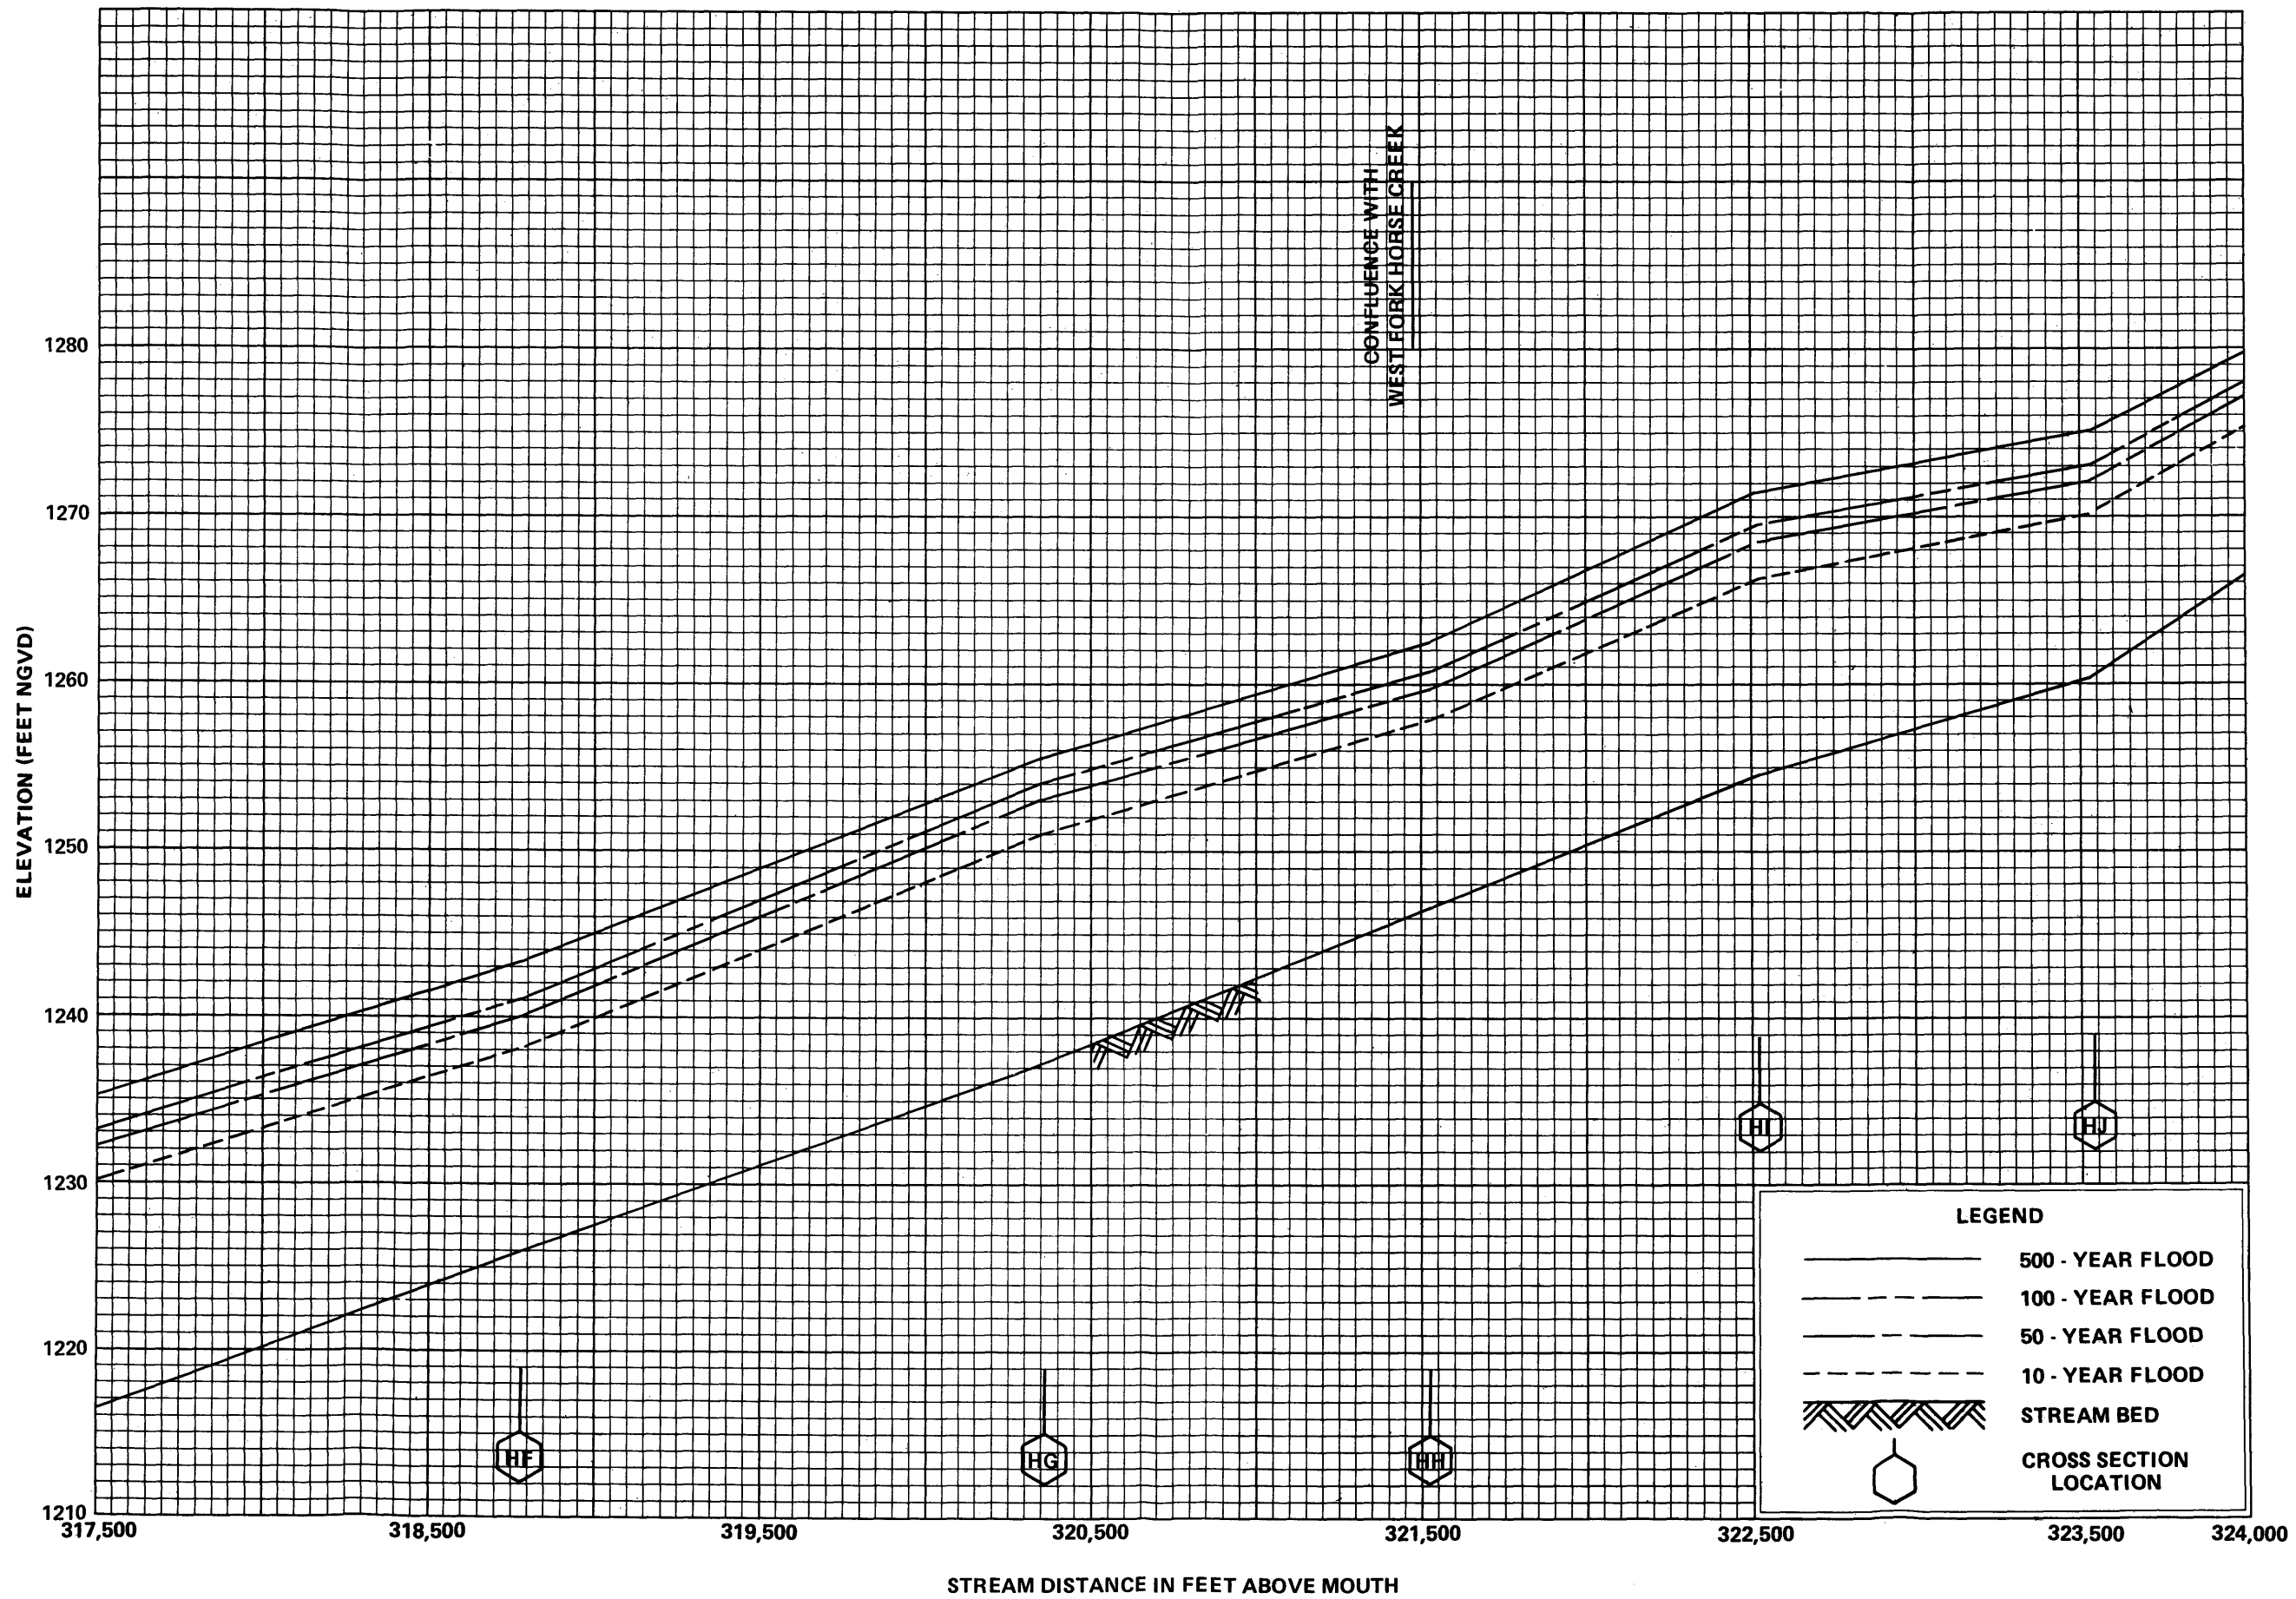 CONFLUENCE WITH
WEST FORK HORSE CREEK
ELEVATION (FEET NGVD)
1280
1270
1260
1250
1240
1230
1220
1210
HF
HG
HH
HI
HJ
LEGEND
500 - YEAR FLOOD
100 - YEAR FLOOD
50 - YEAR FLOOD
10 - YEAR FLOOD
STREAM BED
CROSS SECTION
LOCATION
317,500 318,500 319,500 320,500 321,500 322,500 323,500 324,000
STREAM DISTANCE IN FEET ABOVE MOUTH